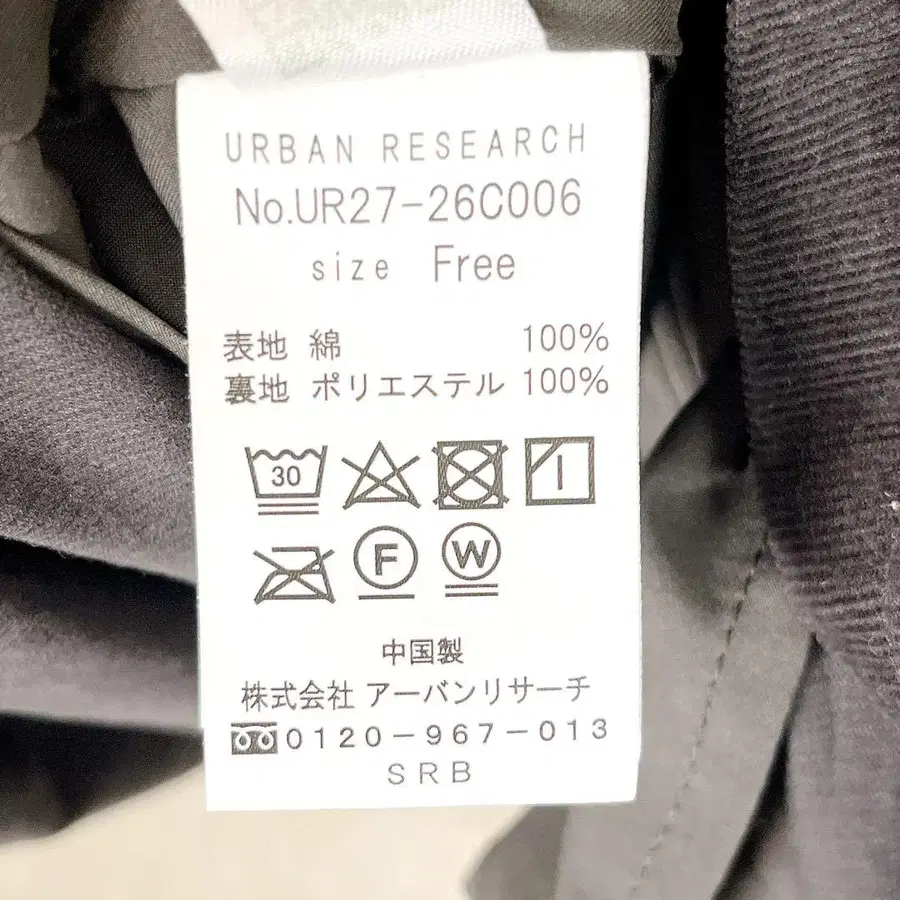 URBAN RESEARCH
No.UR27-26C006
size Free
表地 綿 100%
裏地 ポリエステル 100%
30
F W
中国製
株式会社 アーバンリサーチ
0120-967-013
SRB